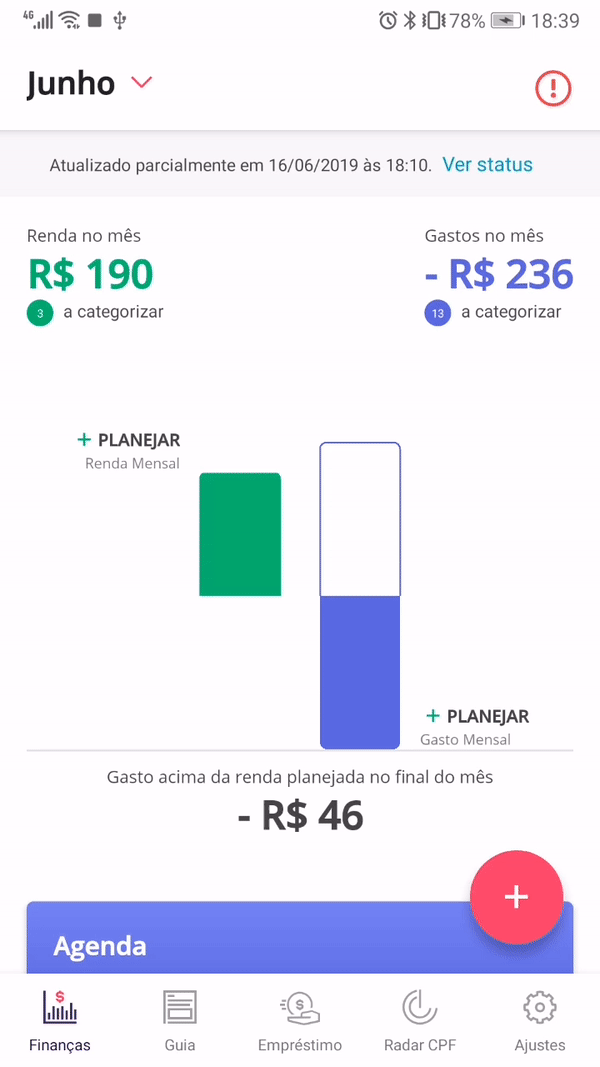 4G 78% 18:39
Junho
Atualizado parcialmente em 16/06/2019 às 18:10. Ver status
Renda no mês
R$ 190
3 a categorizar
Gastos no mês
- R$ 236
13 a categorizar
+ PLANEJAR
Renda Mensal
+ PLANEJAR
Gasto Mensal
Gasto acima da renda planejada no final do mês
- R$ 46
+
Agenda
Finanças Guia Empréstimo Radar CPF Ajustes